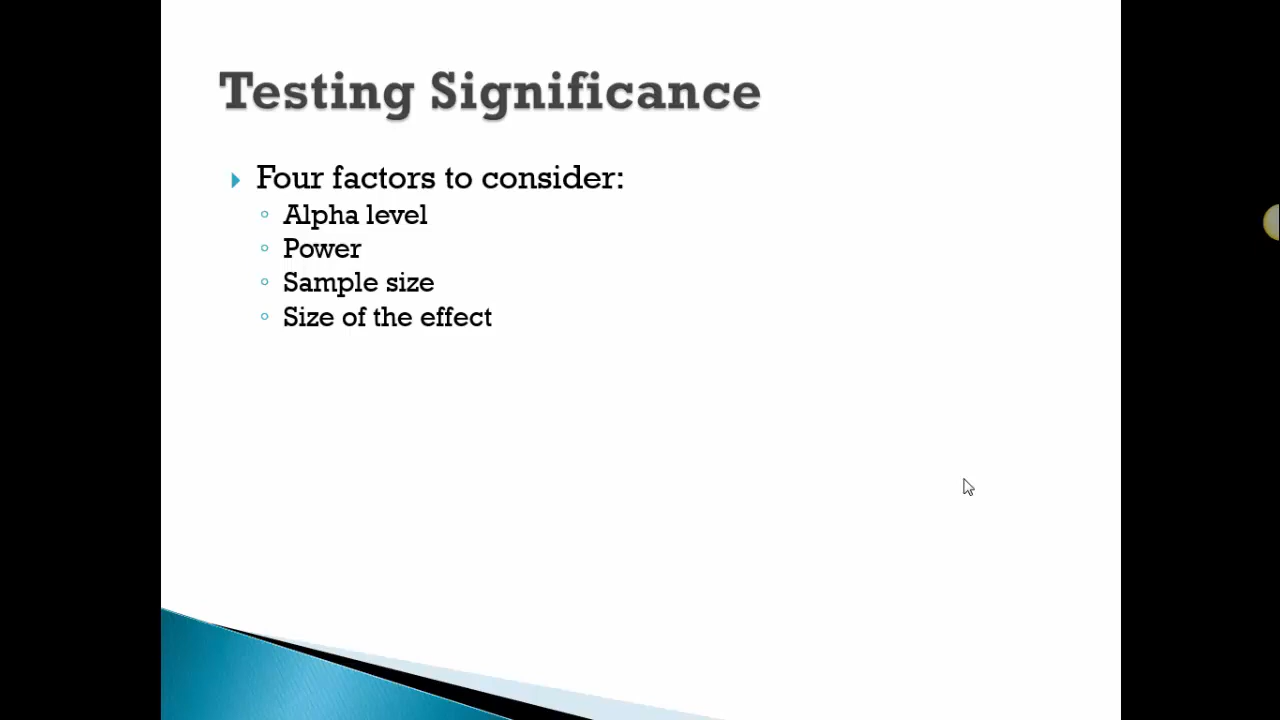 Testing Significance
Four factors to consider:
Alpha level
Power
Sample size
Size of the effect